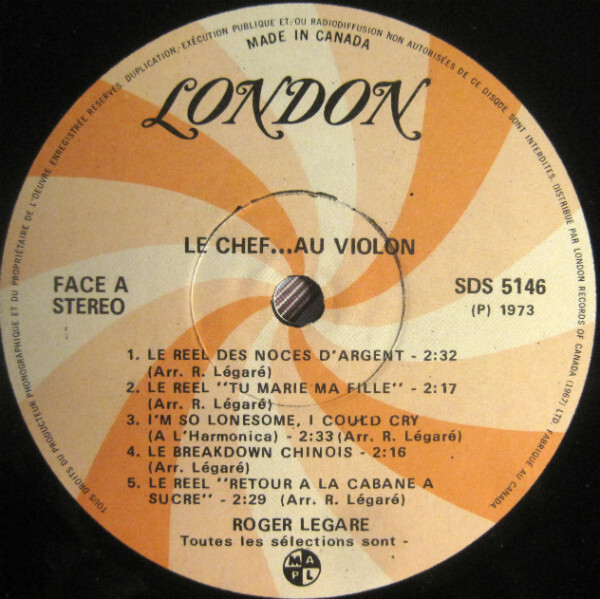 TOUS DROITS DU PRODUCTEUR PHONOGRAPHIQUE ET DU PROPRIÉTAIRE DE L'OEUVRE ENREGISTRÉE RESERVÉS. DUPLICATION, EXÉCUTION PUBLIQUE ET/OU RADIODIFFUSION NON AUTORISÉES DE CE DISQUE SONT INTERDITES. DISTRIBUE PAR LONDON RECORDS OF CANADA (1967) LTD. FABRIQUE AU CANADA.
MADE IN CANADA
LONDON
LE CHEF...AU VIOLON
FACE A
STEREO
SDS 5146
(P) 1973
1. LE REEL DES NOCES D'ARGENT - 2:32
(Arr. R. Légaré)
2. LE REEL "TU MARIE MA FILLE" - 2:17
(Arr. R. Légaré)
3. I'M SO LONESOME, I COULD CRY
(A L'Harmonica) - 2:33 (Arr. R. Légaré)
4. LE BREAKDOWN CHINOIS - 2:16
(Arr. R. Légaré)
5. LE REEL "RETOUR A LA CABANE A
SUCRE" - 2:29 (Arr. R. Légaré)
ROGER LEGARE
Toutes les sélections sont -
M A
P L